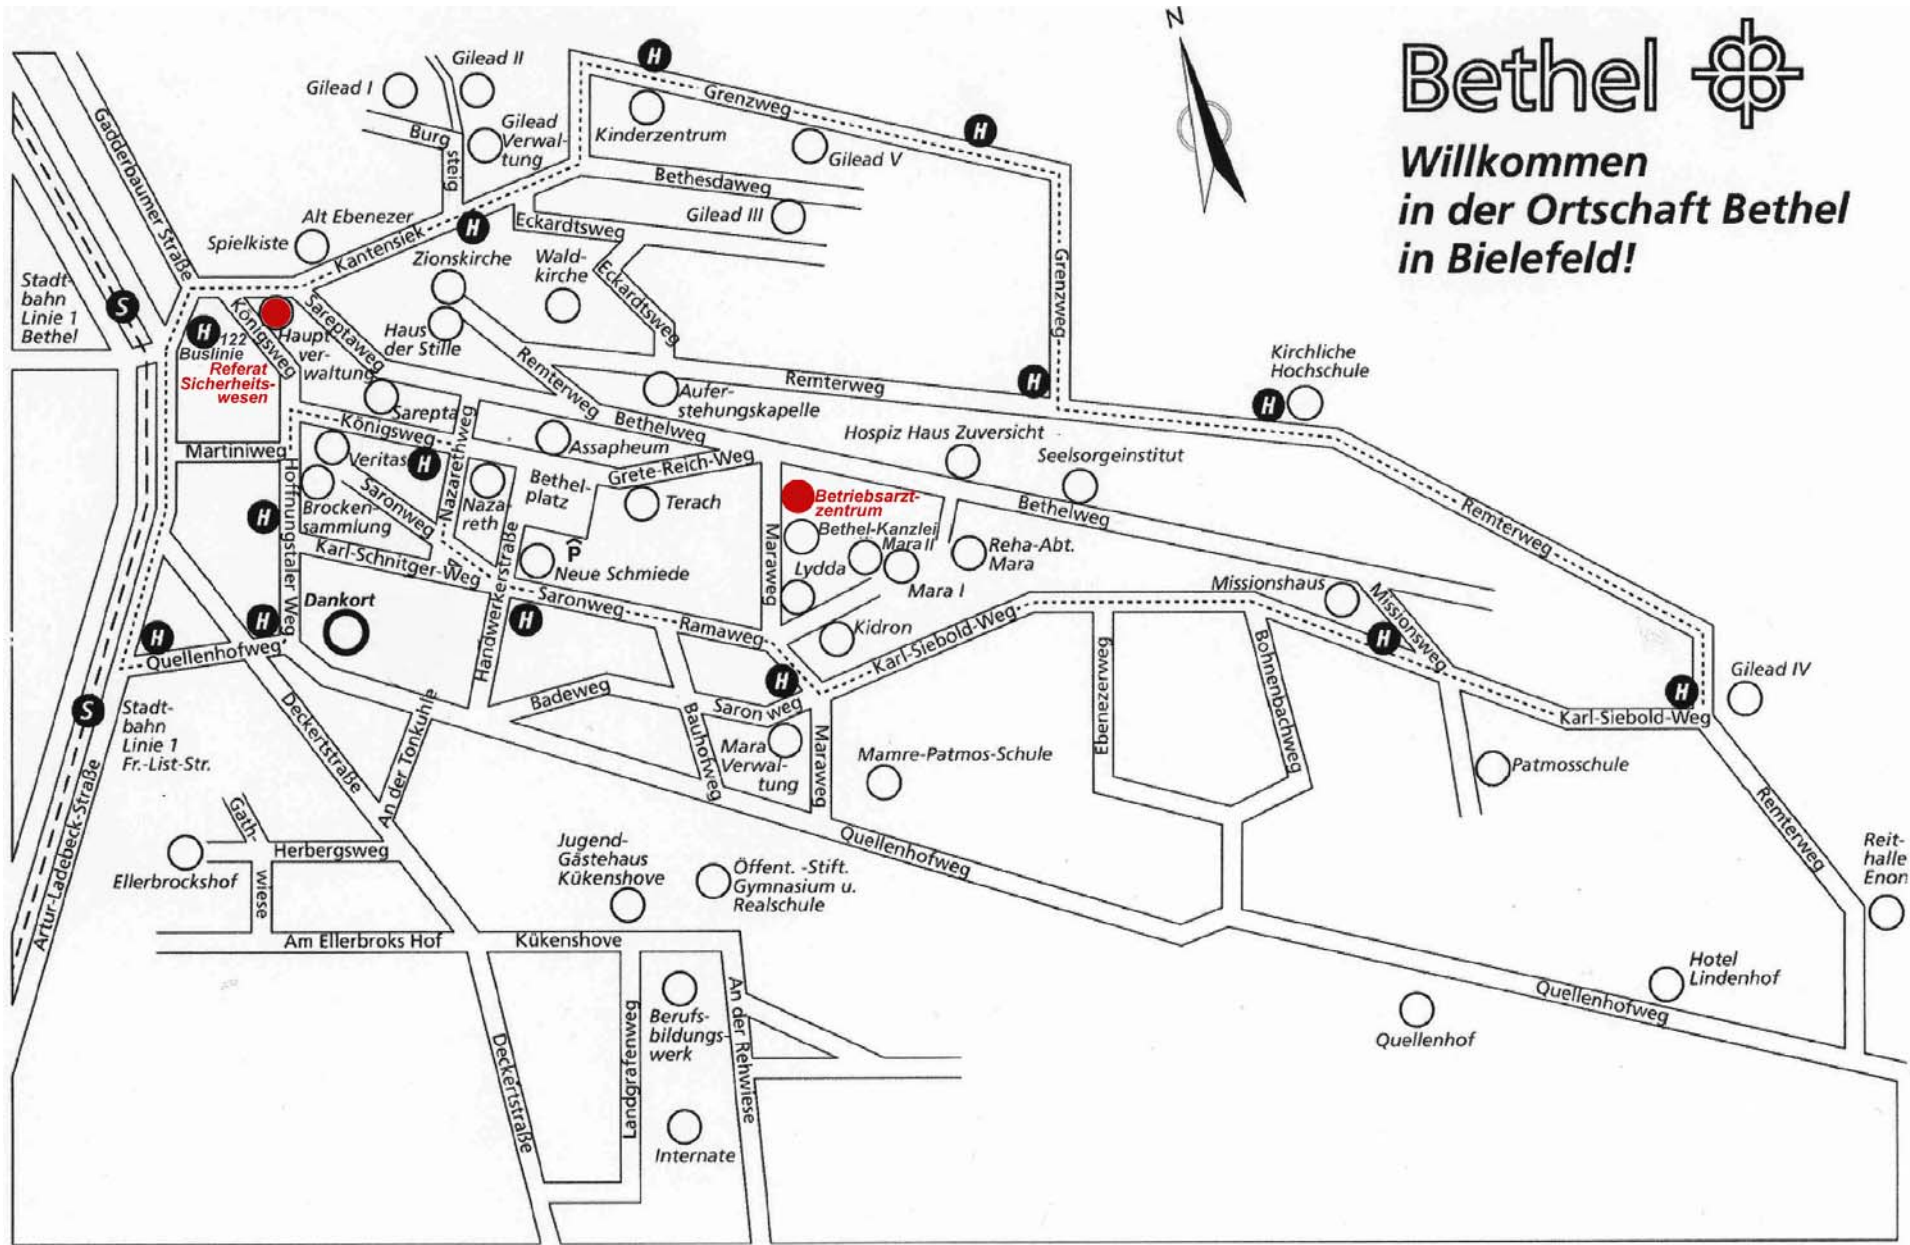 N
Bethel
Willkommen
in der Ortschaft Bethel
in Bielefeld!
H
Gilead II
Gilead I
Grenzweg
Gilead
Verwal-
tung
Burg
steig
Kinderzentrum
H
Gilead V
Gadderbaumer Straße
Bethesdaweg
Gilead III
Alt Ebenezer
Spielkiste
Kantensiek
H
Eckardtsweg
Zionskirche
Wald-
kirche
Eckardtsweg
Grenzweg
Stadt-
bahn
Linie 1
Bethel
S
H
122
Buslinie
Referat
Sicherheits-
wesen
Königsweg
Haupt
ver-
waltung
Sareptaweg
Haus
der Stille
Remterweg
Remterweg
H
Kirchliche
Hochschule
H
Sarepta
Aufer-
stehungskapelle
Königsweg
Nazarethweg
Bethelweg
Assapheum
Hospiz Haus Zuversicht
Seelsorgeinstitut
Martiniweg
Veritas
H
Grete-Reich-Weg
Hoffnungstaler Weg
Saronweg
Brocken-
sammlung
Naza-
reth
Bethel-
platz
Terach
Betriebsarzt-
zentrum
Bethel-Kanzlei
Mara II
Bethelweg
Remterweg
H
Karl-Schnitger-Weg
Handwerkerstraße
P
Neue Schmiede
Maraweg
Lydda
Mara I
Reha-Abt.
Mara
Missionshaus
Missionsweg
Dankort
H
H
Saronweg
H
Ramaweg
Kidron
Karl-Siebold-Weg
H
Quellenhofweg
Ebenezerweg
Bohnenbachweg
Gilead IV
H
Karl-Siebold-Weg
S
Stadt-
bahn
Linie 1
Fr.-List-Str.
Deckertstraße
An der Tonkuhle
Badeweg
H
Saron weg
Bauhofweg
Mara
Verwal-
tung
Maraweg
Mamre-Patmos-Schule
Patmosschule
Remterweg
Artur-Ladebeck-Straße
Gath-
wiese
Herbergsweg
Ellerbrockshof
Jugend-
Gästehaus
Kükenshove
Öffent. -Stift.
Gymnasium u.
Realschule
Quellenhofweg
Reit-
halle
Enon
Am Ellerbroks Hof
Kükenshove
Hotel
Lindenhof
Quellenhofweg
Quellenhof
Berufs-
bildungs-
werk
An der Rehwiese
Landgrafenweg
Deckertstraße
Internate